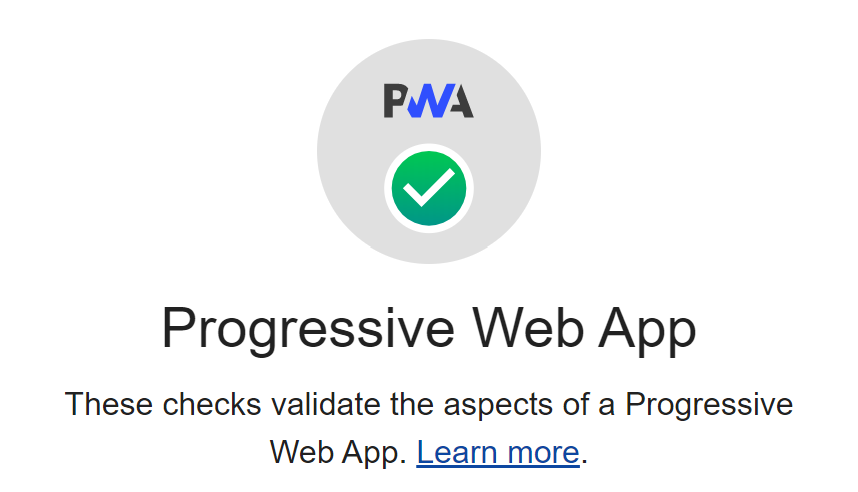 PWA
Progressive Web App
These checks validate the aspects of a Progressive
Web App. Learn more.